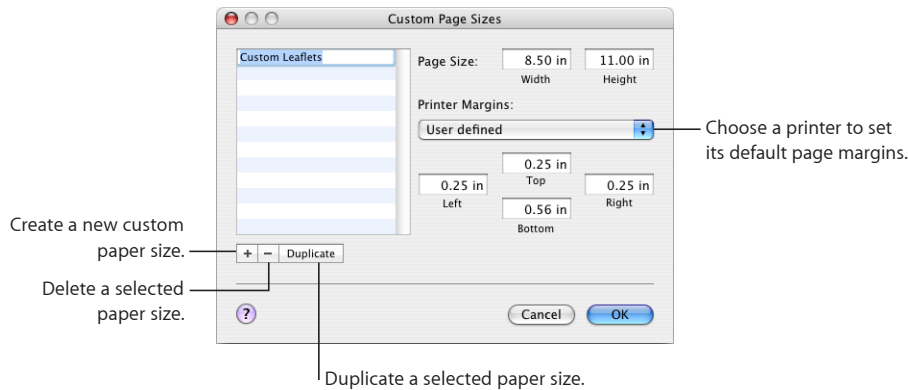 Custom Page Sizes
Custom Leaflets
Page Size:
8.50 in
11.00 in
Width
Height
Printer Margins:
User defined
Choose a printer to set
its default page margins.
0.25 in
Top
0.25 in
Left
0.25 in
Right
0.56 in
Bottom
Create a new custom
paper size.
+ − Duplicate
Delete a selected
paper size.
?
Cancel
OK
Duplicate a selected paper size.